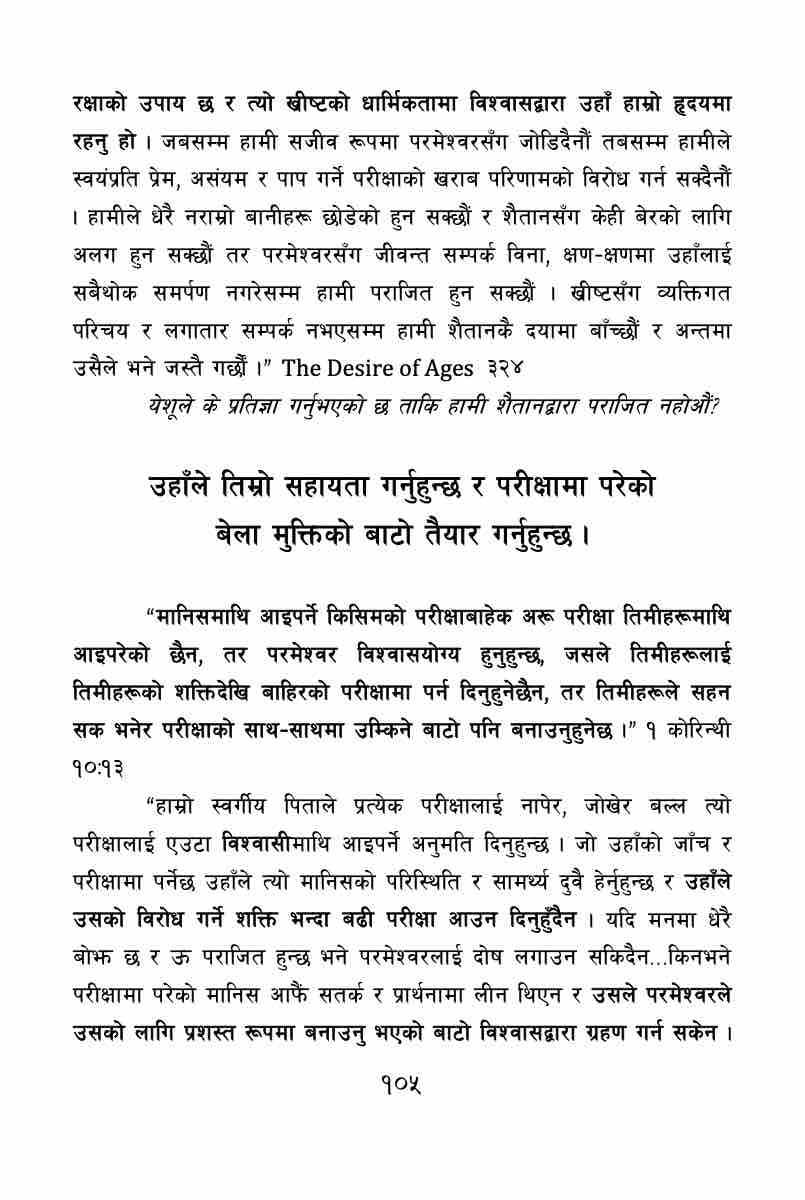 रक्षाको उपाय छ र त्यो ख्रीष्टको धार्मिकतामा विश्वासद्वारा उहाँ हाम्रो हृदयमा
रहनु हो । जबसम्म हामी सजीव रूपमा परमेश्वरसँग जोडिदैनौं तबसम्म हामीले
स्वयंप्रति प्रेम, असंयम र पाप गर्ने परीक्षाको खराब परिणामको विरोध गर्न सक्दैनौं
। हामीले धेरै नराम्रो बानीहरू छोडेको हुन सक्छौं र शैतानसँग केही बेरको लागि
अलग हुन सक्छौं तर परमेश्वरसँग जीवन्त सम्पर्क विना, क्षण-क्षणमा उहाँलाई
सबैथोक समर्पण नगरेसम्म हामी पराजित हुन सक्छौं । ख्रीष्टसँग व्यक्तिगत
परिचय र लगातार सम्पर्क नभएसम्म हामी शैतानकै दयामा बाँच्छौं र अन्तमा
उसैले भने जस्तै गर्छौं ।” The Desire of Ages ३२४
येशूले के प्रतिज्ञा गर्नुभएको छ ताकि हामी शैतानद्वारा पराजित नहोऔं?
उहाँले तिम्रो सहायता गर्नुहुन्छ र परीक्षामा परेको
बेला मुक्तिको बाटो तैयार गर्नुहुन्छ ।
“मानिसमाथि आइपर्ने किसिमको परीक्षाबाहेक अरू परीक्षा तिमीहरूमाथि
आइपरेको छैन, तर परमेश्वर विश्वासयोग्य हुनुहुन्छ, जसले तिमीहरूलाई
तिमीहरूको शक्तिदेखि बाहिरको परीक्षामा पर्न दिनुहुनेछैन, तर तिमीहरूले सहन
सक भनेर परीक्षाको साथ-साथमा उम्किने बाटो पनि बनाउनुहुनेछ ।” १ कोरिन्थी
१०:१३
“हाम्रो स्वर्गीय पिताले प्रत्येक परीक्षालाई नापेर, जोखेर बल्ल त्यो
परीक्षालाई एउटा विश्वासीमाथि आइपर्ने अनुमति दिनुहुन्छ । जो उहाँको जाँच र
परीक्षामा पर्नेछ उहाँले त्यो मानिसको परिस्थिति र सामर्थ्य दुवै हेर्नुहुन्छ र उहाँले
उसको विरोध गर्ने शक्ति भन्दा बढी परीक्षा आउन दिनुहुँदैन । यदि मनमा धेरै
बोझ छ र ऊ पराजित हुन्छ भने परमेश्वरलाई दोष लगाउन सकिदैन...किनभने
परीक्षामा परेको मानिस आफैं सतर्क र प्रार्थनामा लीन थिएन र उसले परमेश्वरले
उसको लागि प्रशस्त रूपमा बनाउनु भएको बाटो विश्वासद्वारा ग्रहण गर्न सकेन ।
१०५